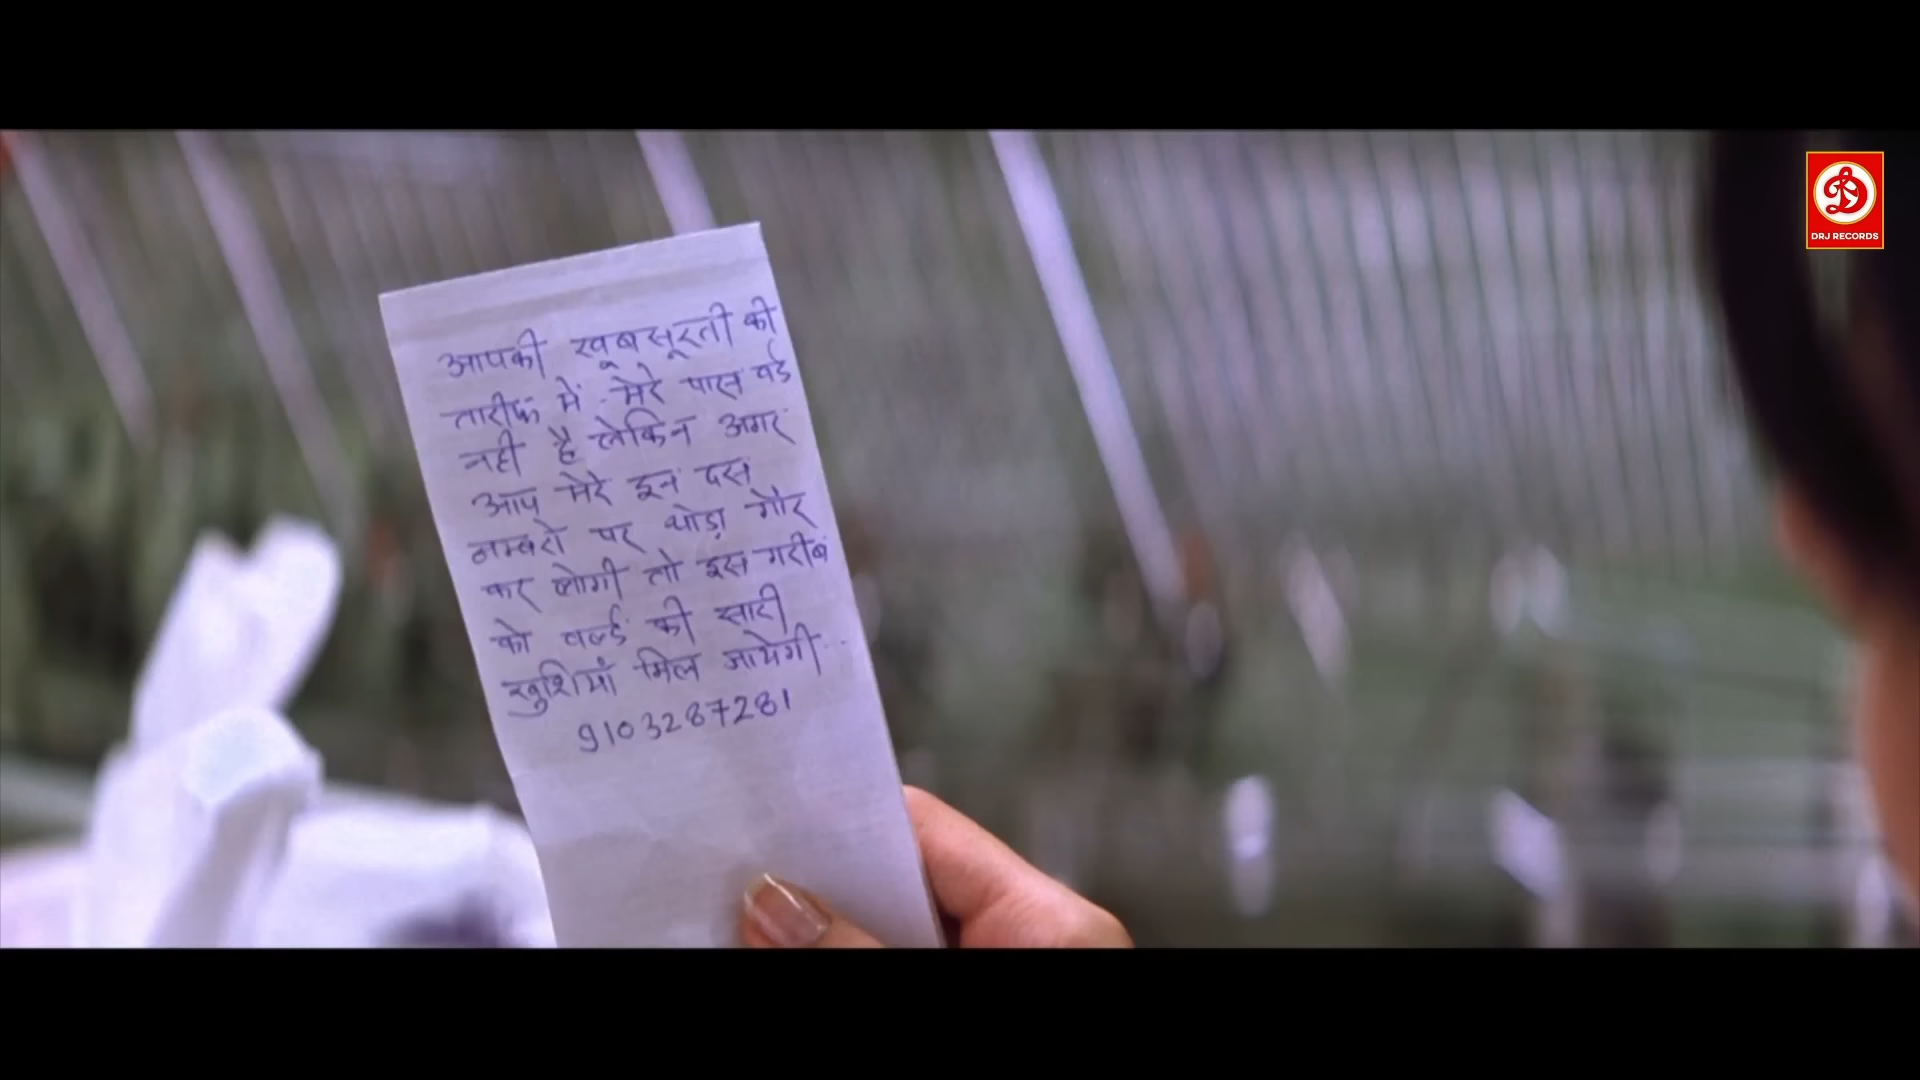 आपकी खूबसूरती की
तारीफ में मेरे पास वर्ड
नही है लेकिन अगर
आप मेरे इन दस
नम्बरो पर थोड़ा गौर
कर लोगी तो इस गरीब
को वर्ल्ड की सारी
खुशियाँ मिल जायेगी..
9103287281
DRJ RECORDS